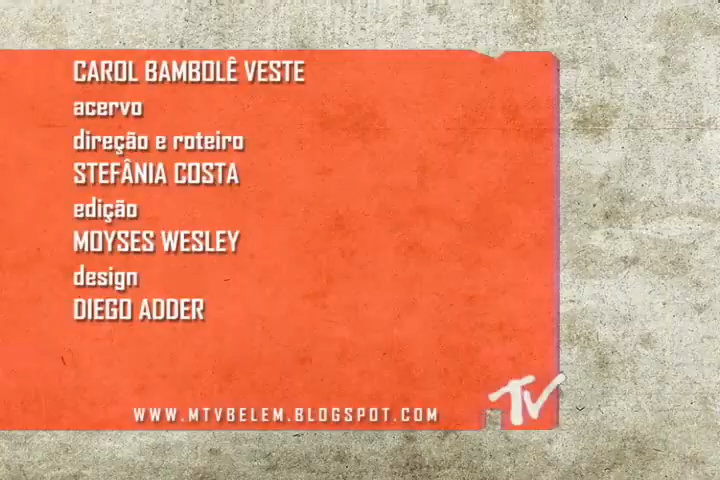 CAROL BAMBOLÊ VESTE
acervo
direção e roteiro
STEFÂNIA COSTA
edição
MOYSES WESLEY
design
DIEGO ADDER
WWW.MTVBELEM.BLOGSPOT.COM
TV